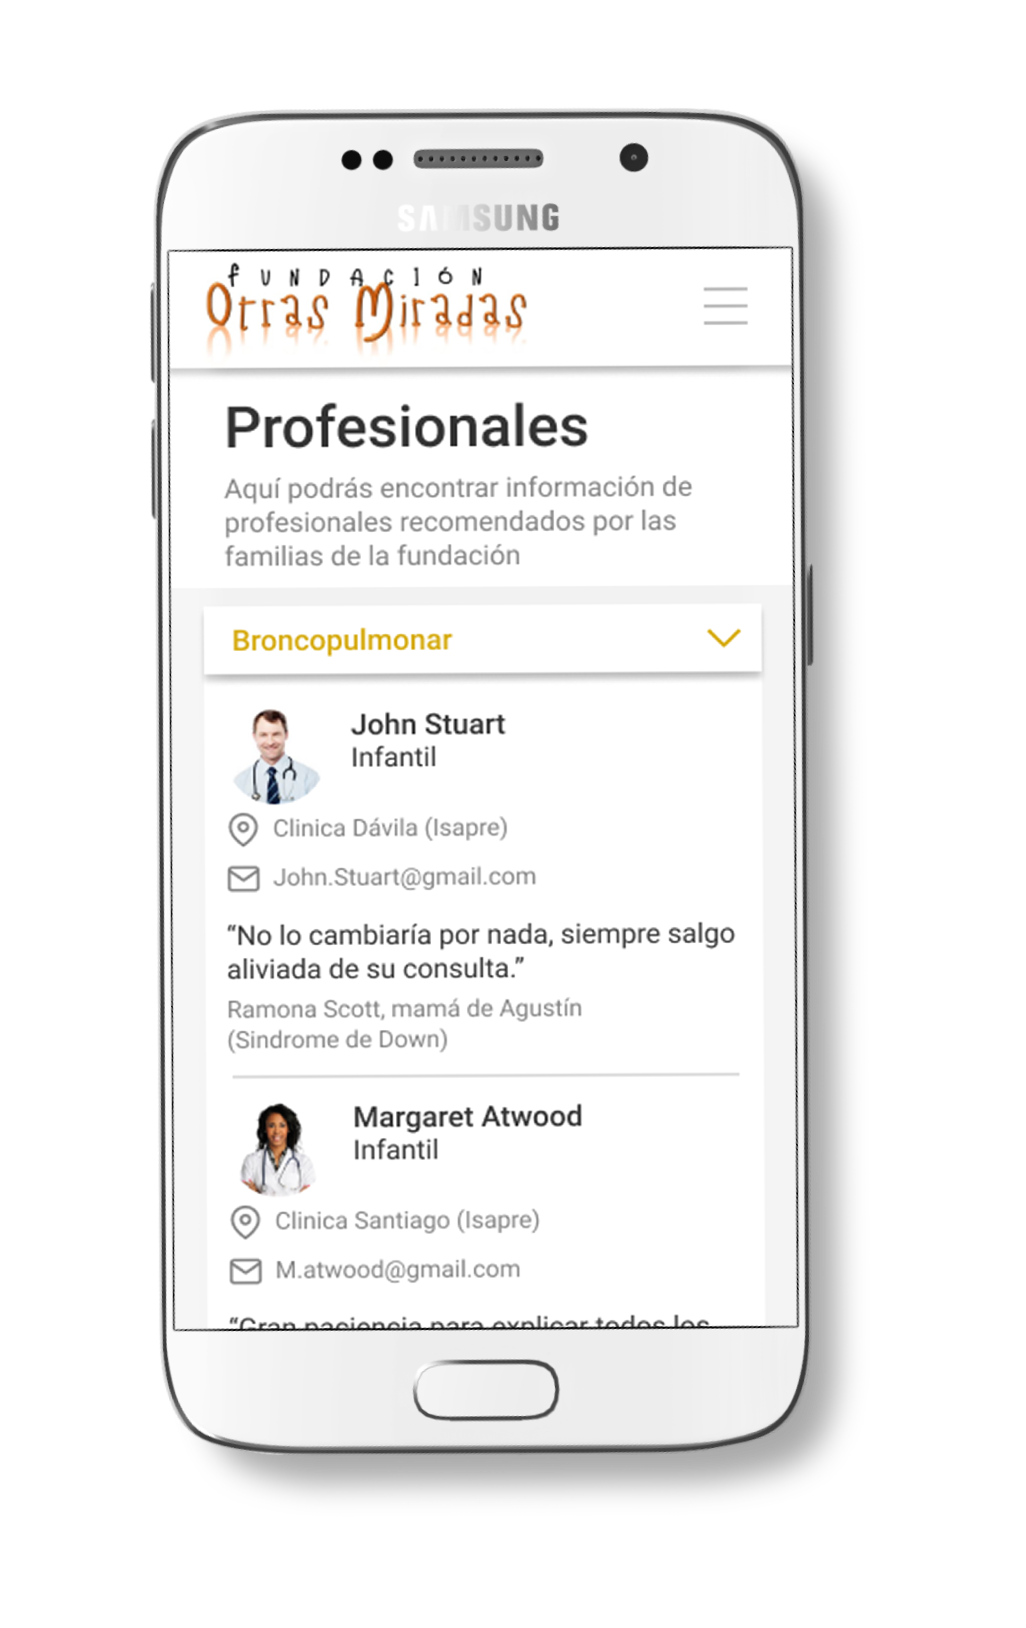 SAMSUNG
FUNDACIÓN
Otras Miradas
Profesionales
Aquí podrás encontrar información de
profesionales recomendados por las
familias de la fundación
Broncopulmonar
John Stuart
Infantil
Clinica Dávila (Isapre)
John.Stuart@gmail.com
“No lo cambiaría por nada, siempre salgo
aliviada de su consulta.”
Ramona Scott, mamá de Agustín
(Sindrome de Down)
Margaret Atwood
Infantil
Clinica Santiago (Isapre)
M.atwood@gmail.com
“Gran paciencia para explicar todos los